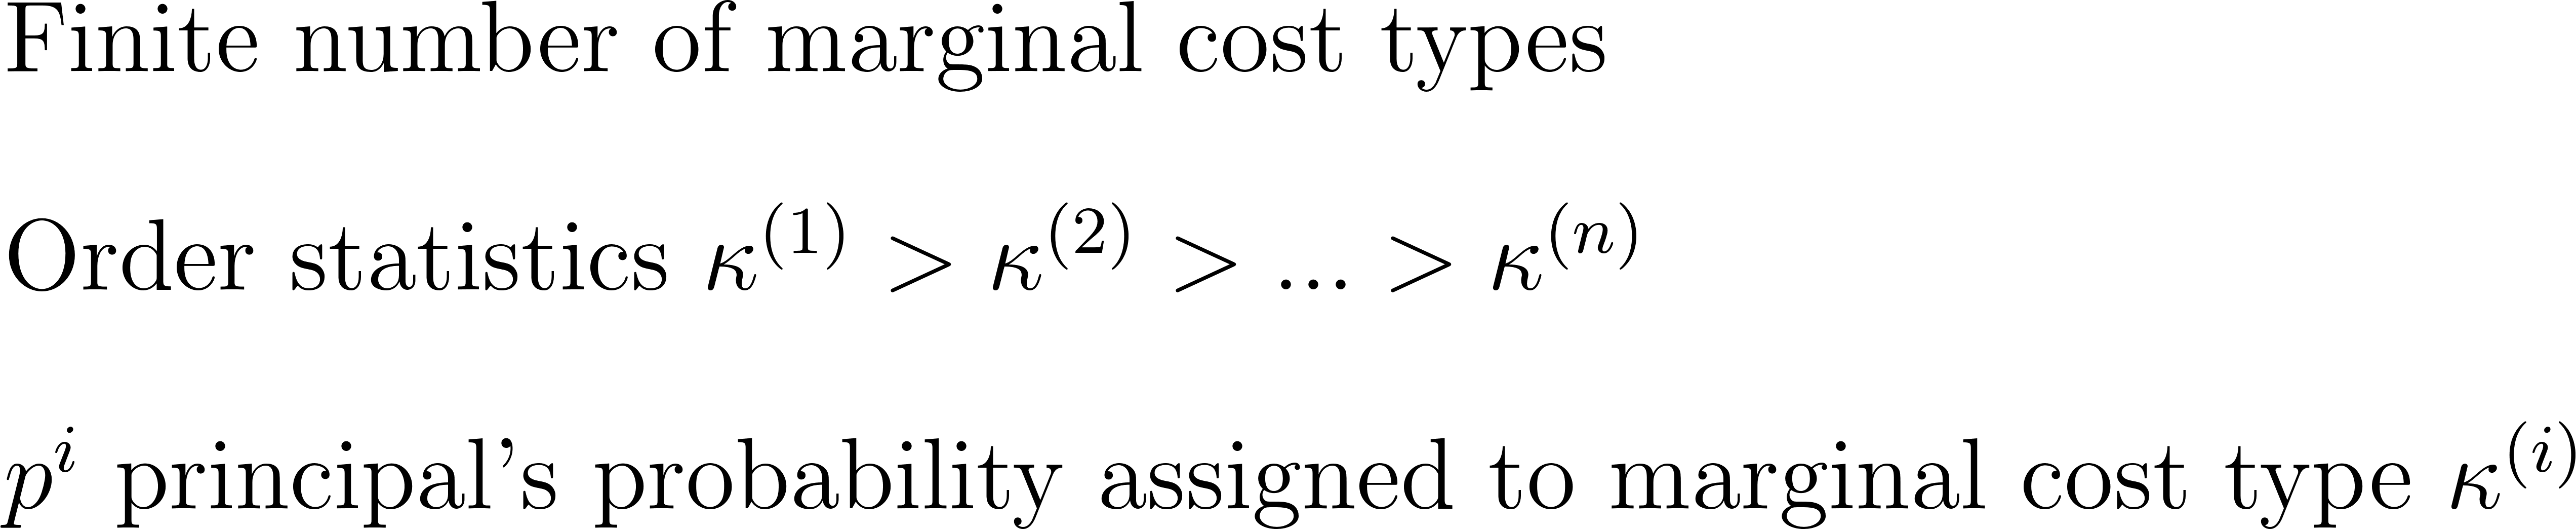 Finite number of marginal cost types
Order statistics κ^(1) > κ^(2) > ... > κ^(n)
p^i principal's probability assigned to marginal cost type κ^(i)